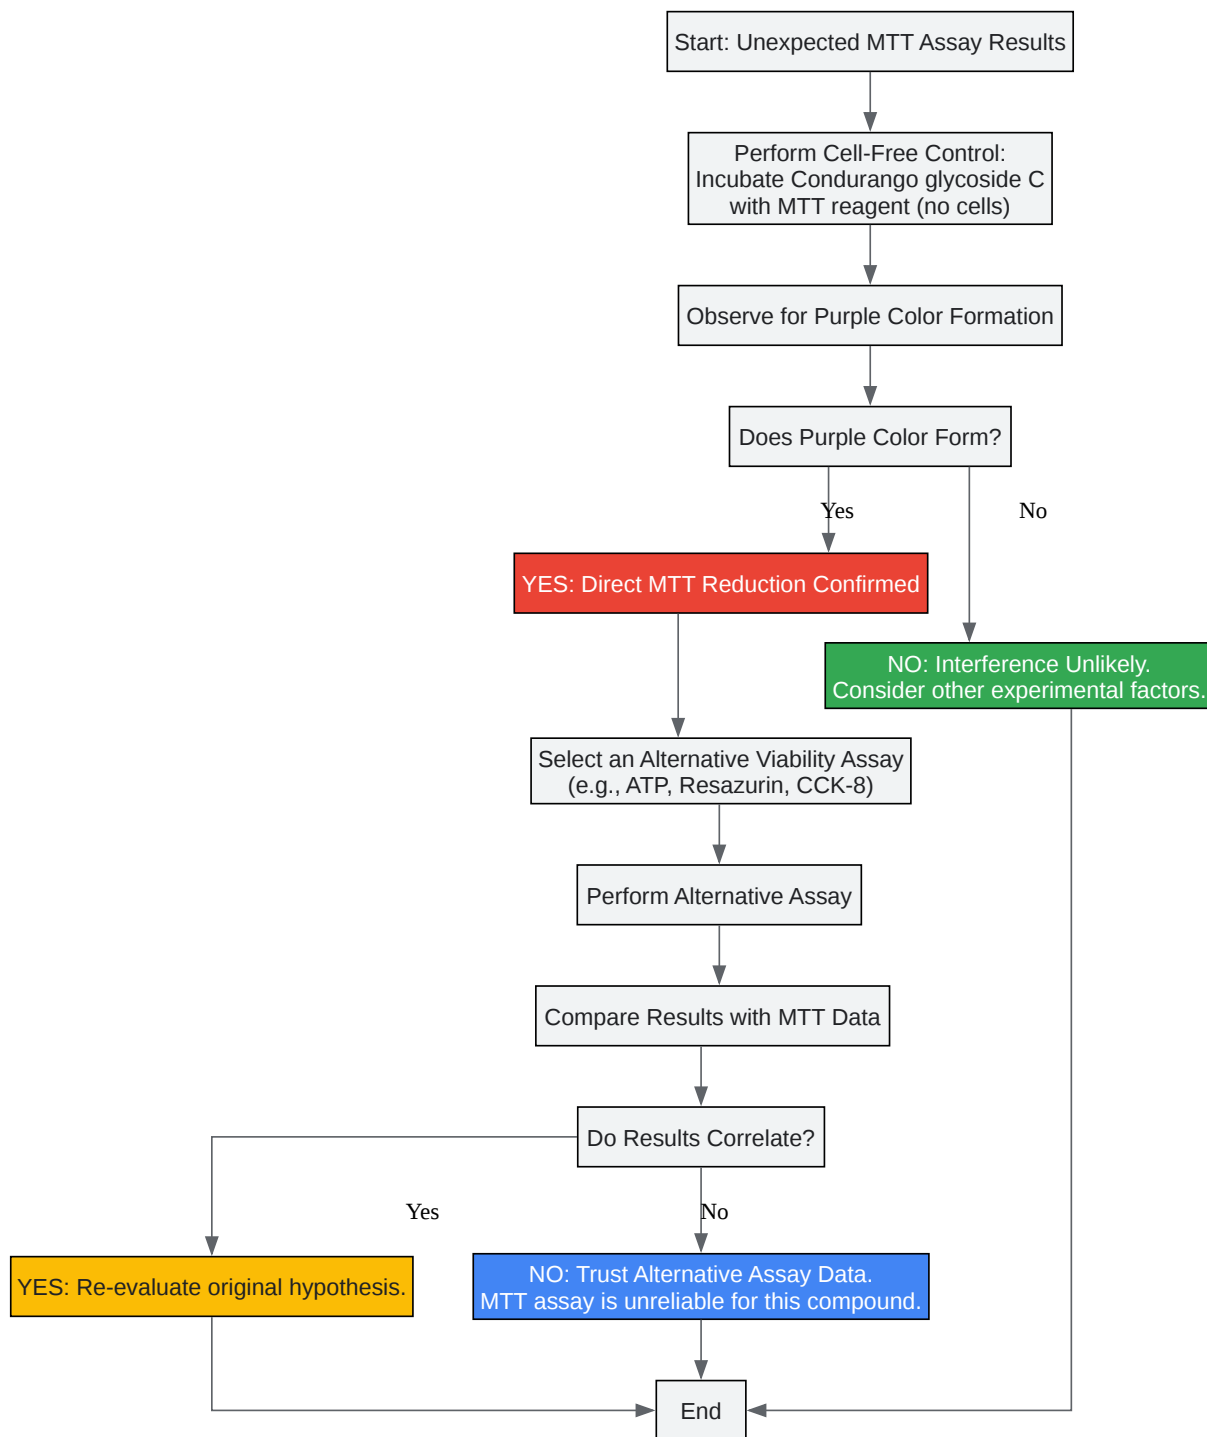 Start: Unexpected MTT Assay Results
Perform Cell-Free Control:
Incubate Condurango glycoside C
with MTT reagent (no cells)
Observe for Purple Color Formation
Does Purple Color Form?
Yes
No
YES: Direct MTT Reduction Confirmed
NO: Interference Unlikely.
Consider other experimental factors.
Select an Alternative Viability Assay
(e.g., ATP, Resazurin, CCK-8)
Perform Alternative Assay
Compare Results with MTT Data
Do Results Correlate?
Yes
No
YES: Re-evaluate original hypothesis.
NO: Trust Alternative Assay Data.
MTT assay is unreliable for this compound.
End